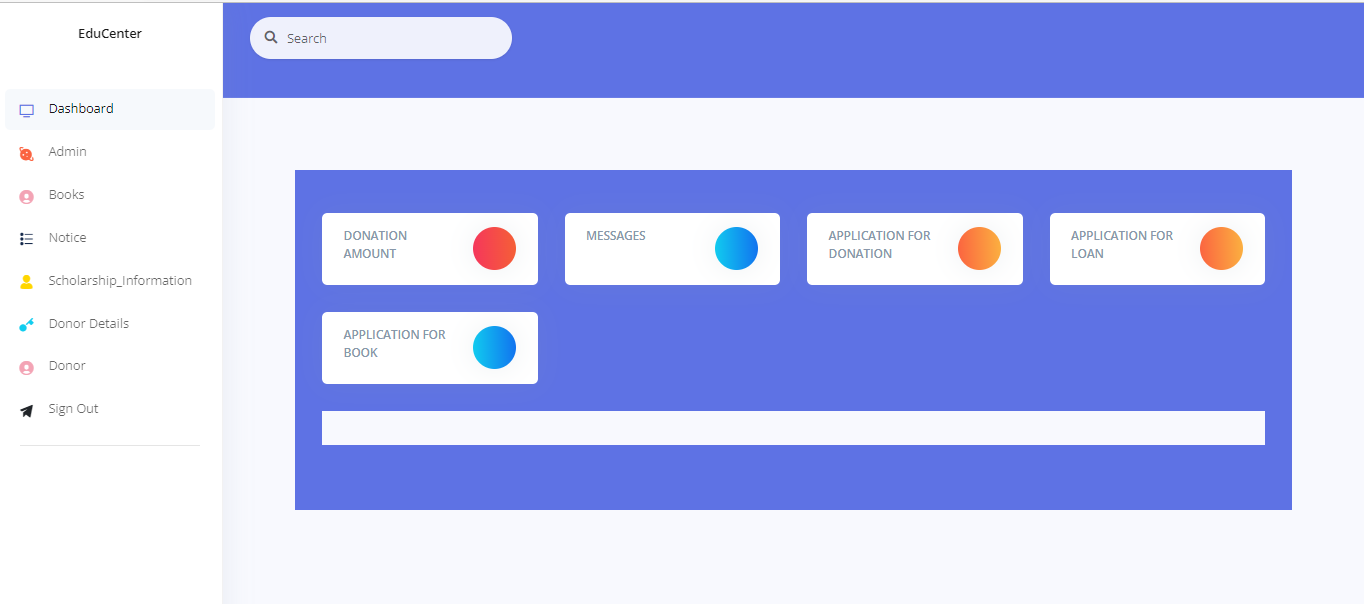 EduCenter
Search
Dashboard
Admin
Books
Notice
Scholarship_Information
Donor Details
Donor
Sign Out
DONATION
AMOUNT
MESSAGES
APPLICATION FOR
DONATION
APPLICATION FOR
LOAN
APPLICATION FOR
BOOK